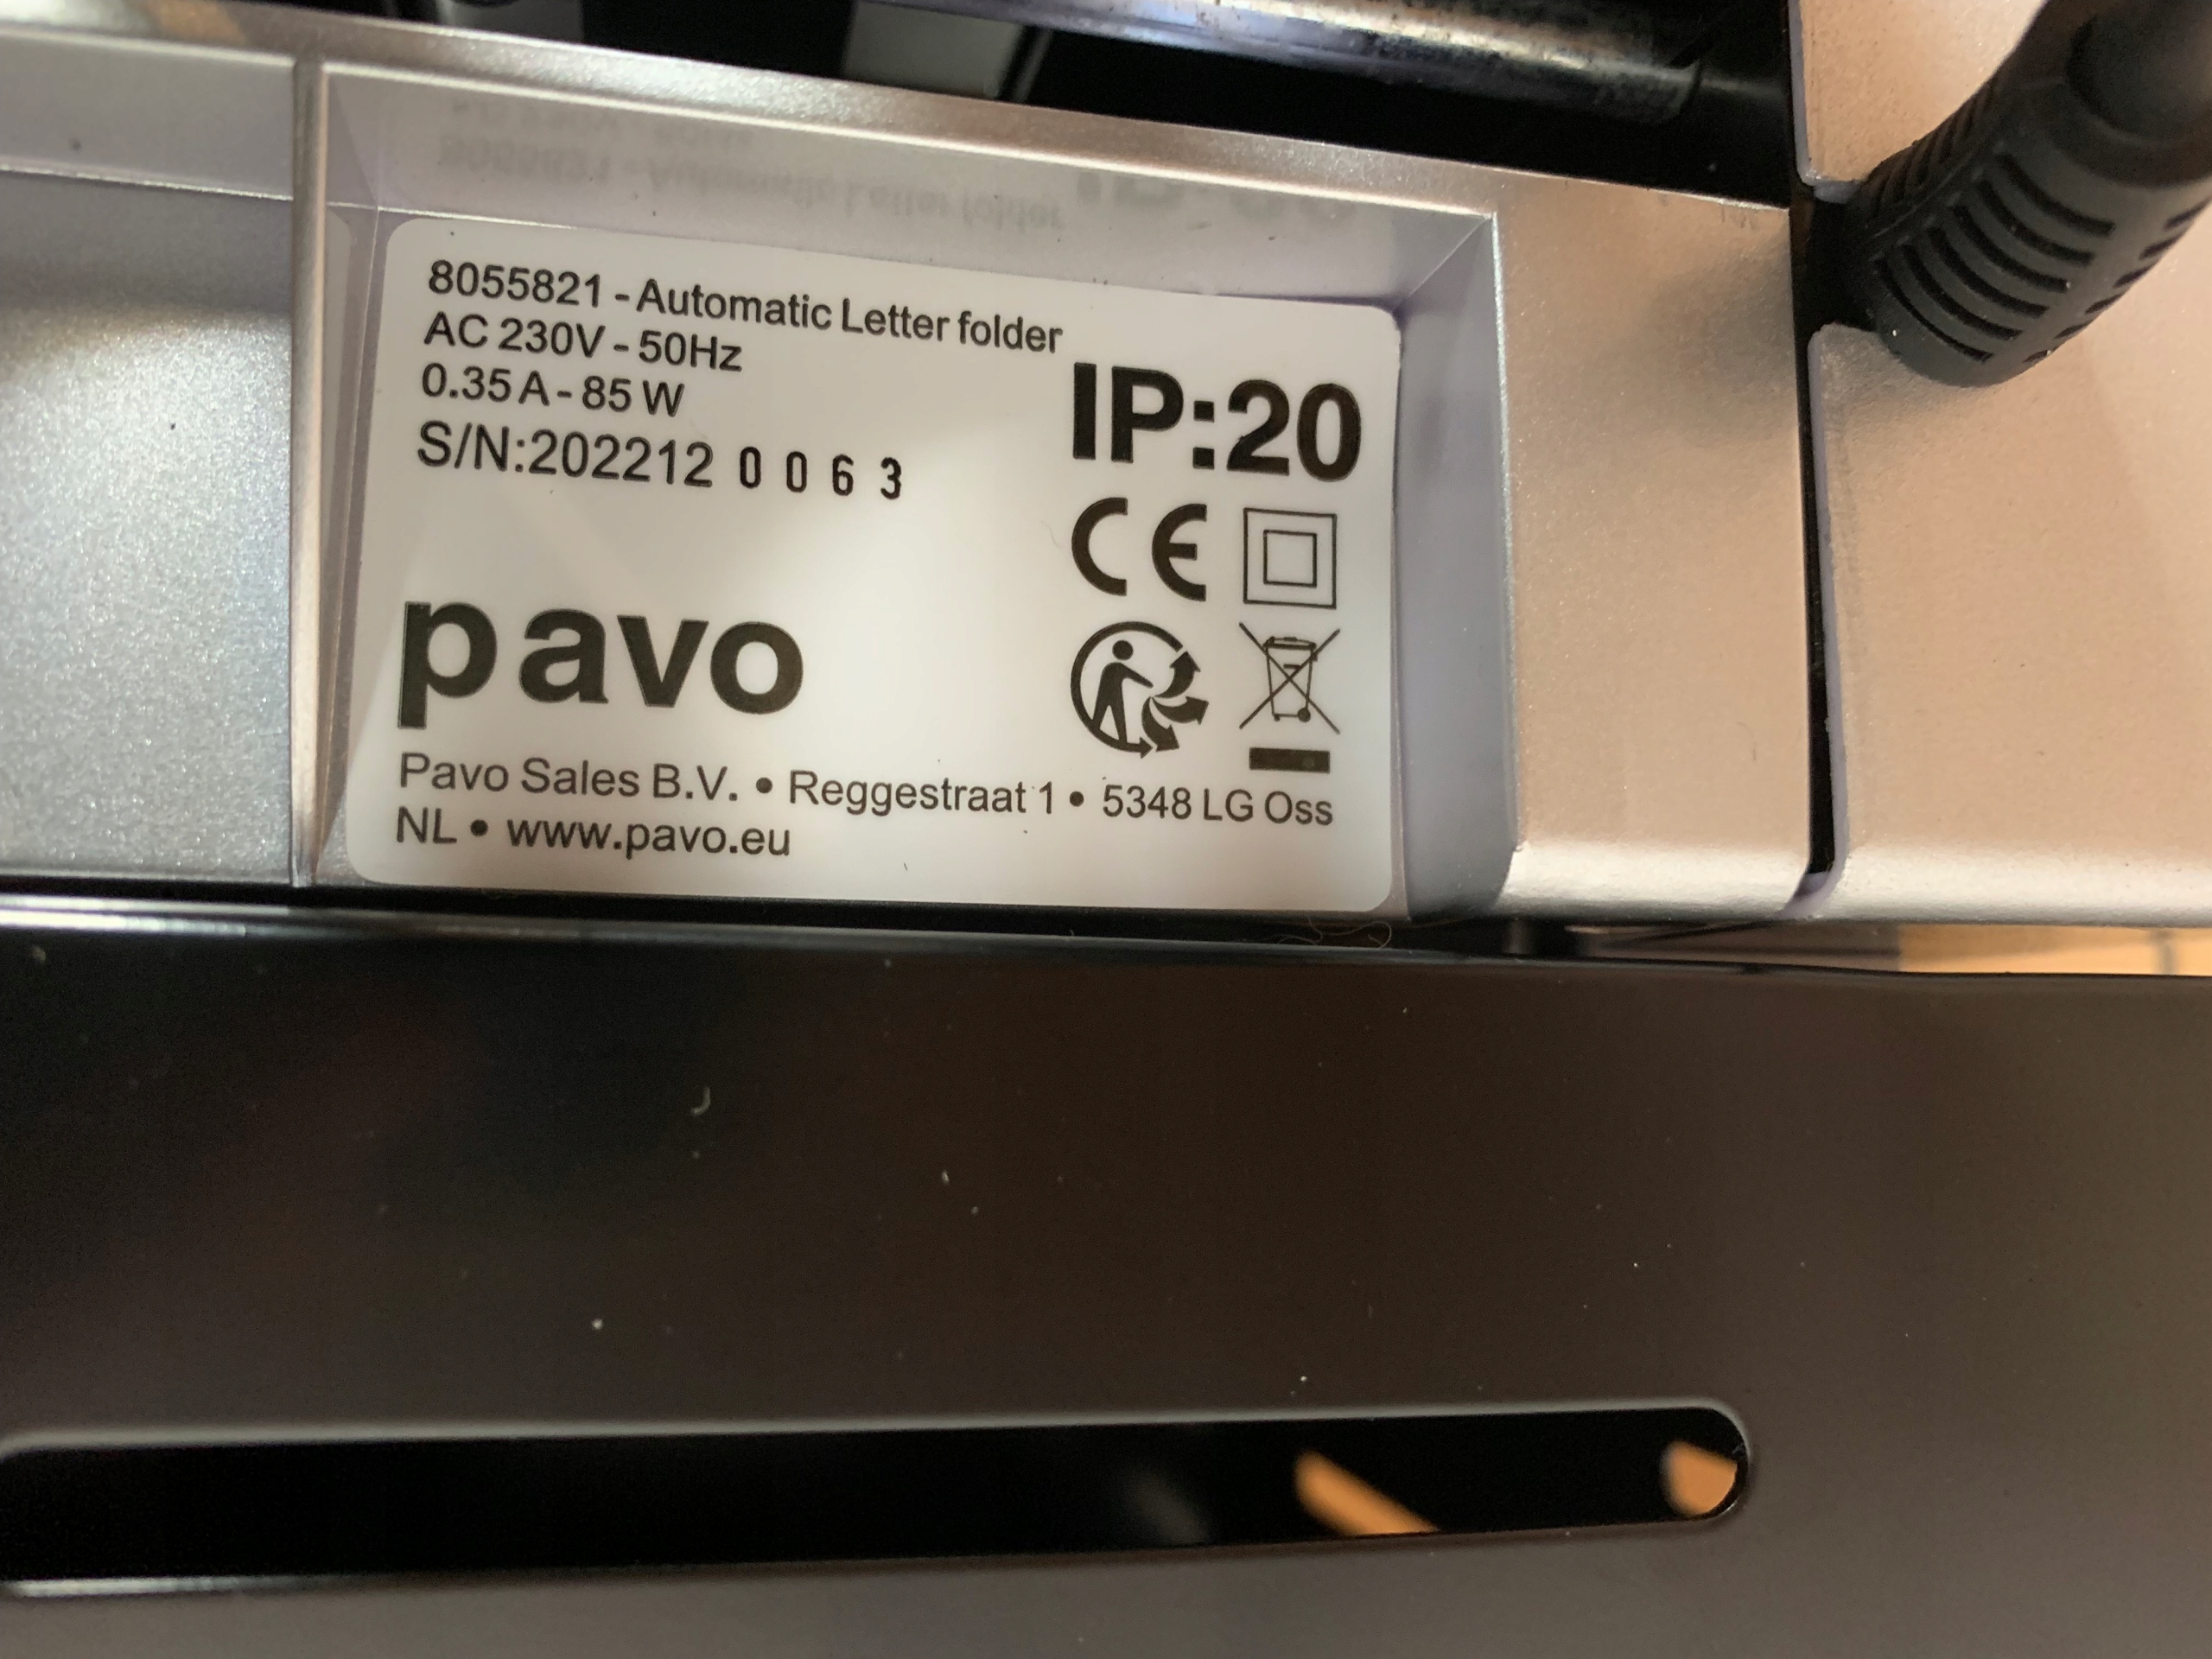 8055821 - Automatic Letter folder
AC 230V - 50Hz
0.35 A - 85 W
S/N:202212 0 0 6 3
IP:20
CE
pavo
Pavo Sales B.V. • Reggestraat 1 • 5348 LG Oss
NL • www.pavo.eu